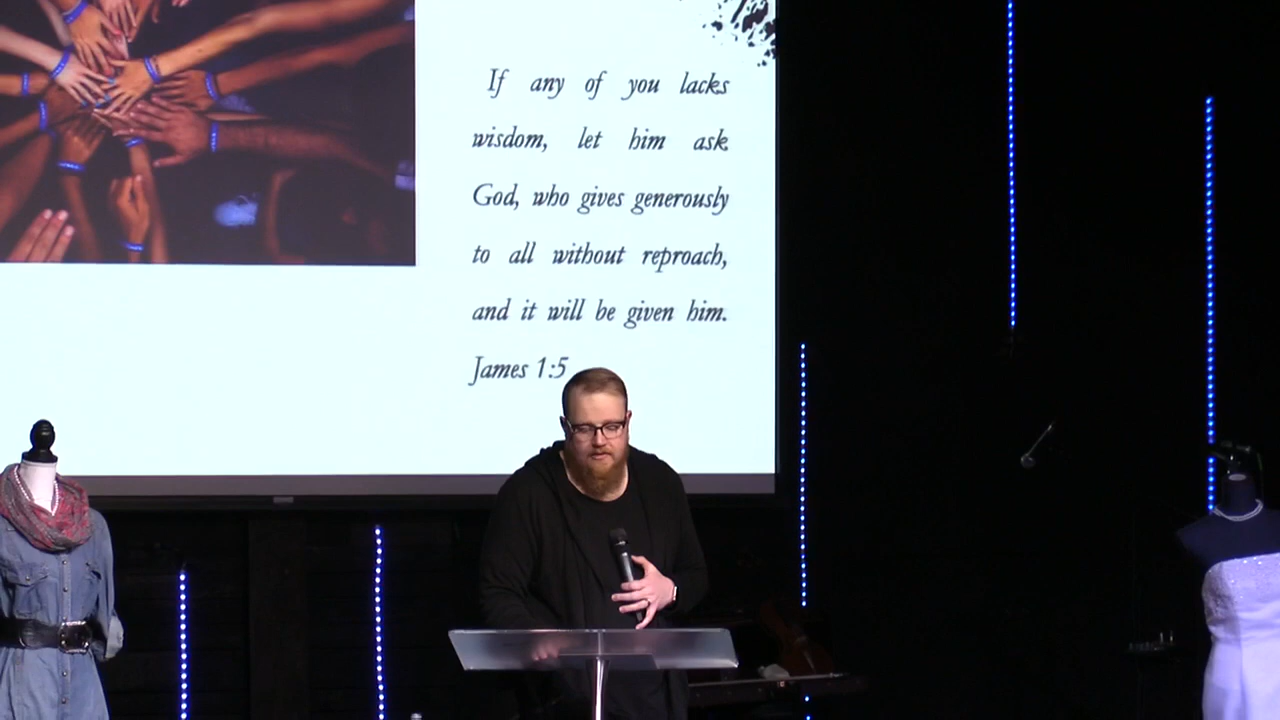 If any of you lacks
wisdom, let him ask
God, who gives generously
to all without reproach,
and it will be given him.
James 1:5